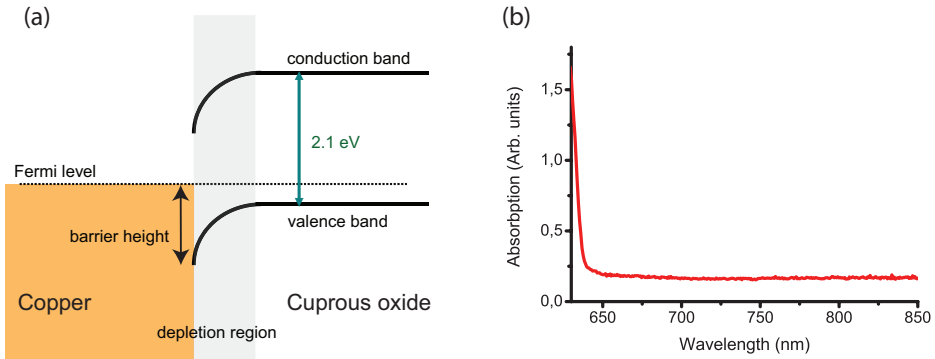 (a)
conduction band
2.1 eV
Fermi level
barrier height
valence band
Copper
Cuprous oxide
depletion region
(b)
Absorbption (Arb. units)
1,5
1,0
0,5
0,0
650
700
750
800
850
Wavelength (nm)